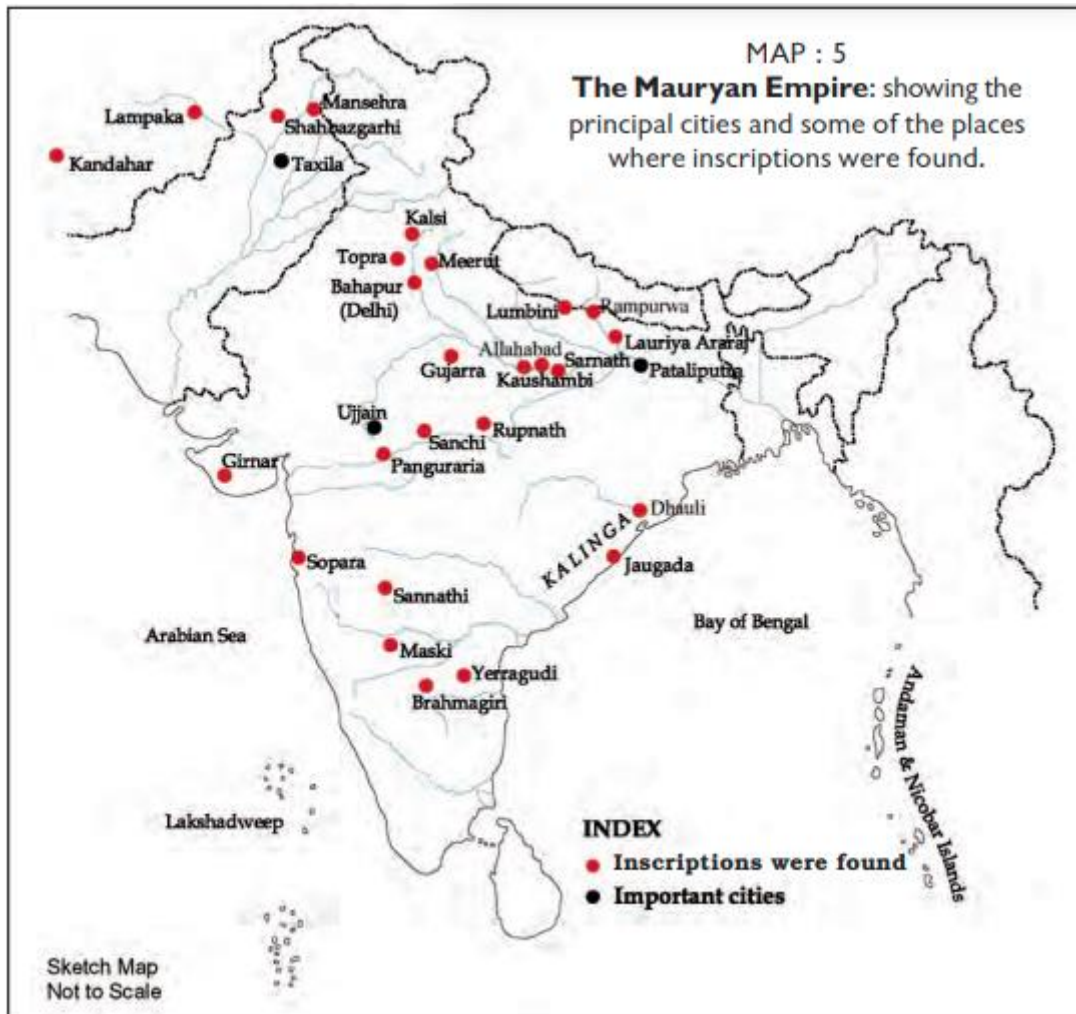 MAP : 5
The Mauryan Empire: showing the
principal cities and some of the places
where inscriptions were found.
Mansehra
Lampaka
Shahbazgarhi
Kandahar
Taxila
Kalsi
Topra
Meerut
Bahapur
(Delhi)
Lumbini
Rampurwa
Lauriya Araraj
Allahabad
Sarnath
Gujarra
Kaushambi
Pataliputra
Ujjain
Sanchi
Rupnath
Girnar
Panguraria
Dhauli
KALINGA
Sopara
Jaugada
Sannathi
Arabian Sea
Bay of Bengal
Maski
Yerragudi
Brahmagiri
Andaman & Nicobar Islands
Lakshadweep
INDEX
Inscriptions were found
Important cities
Sketch Map
Not to Scale